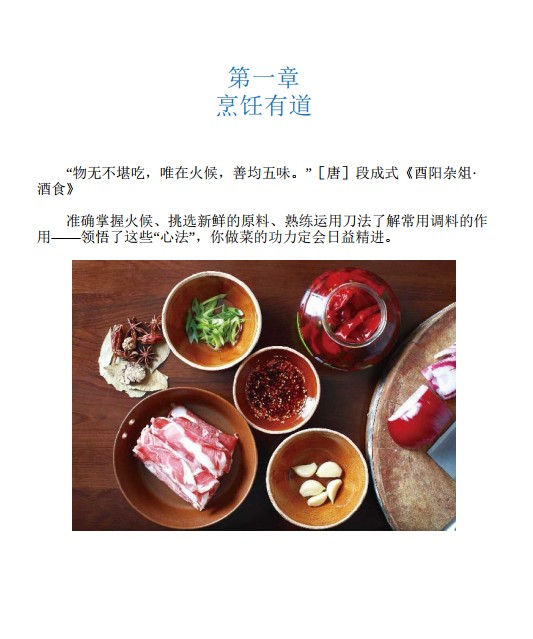 第一章
烹饪有道
“物无不堪吃，唯在火候，善均五味。”［唐］段成式《酉阳杂俎·
酒食》
准确掌握火候、挑选新鲜的原料、熟练运用刀法了解常用调料的作
用——领悟了这些“心法”，你做菜的功力定会日益精进。